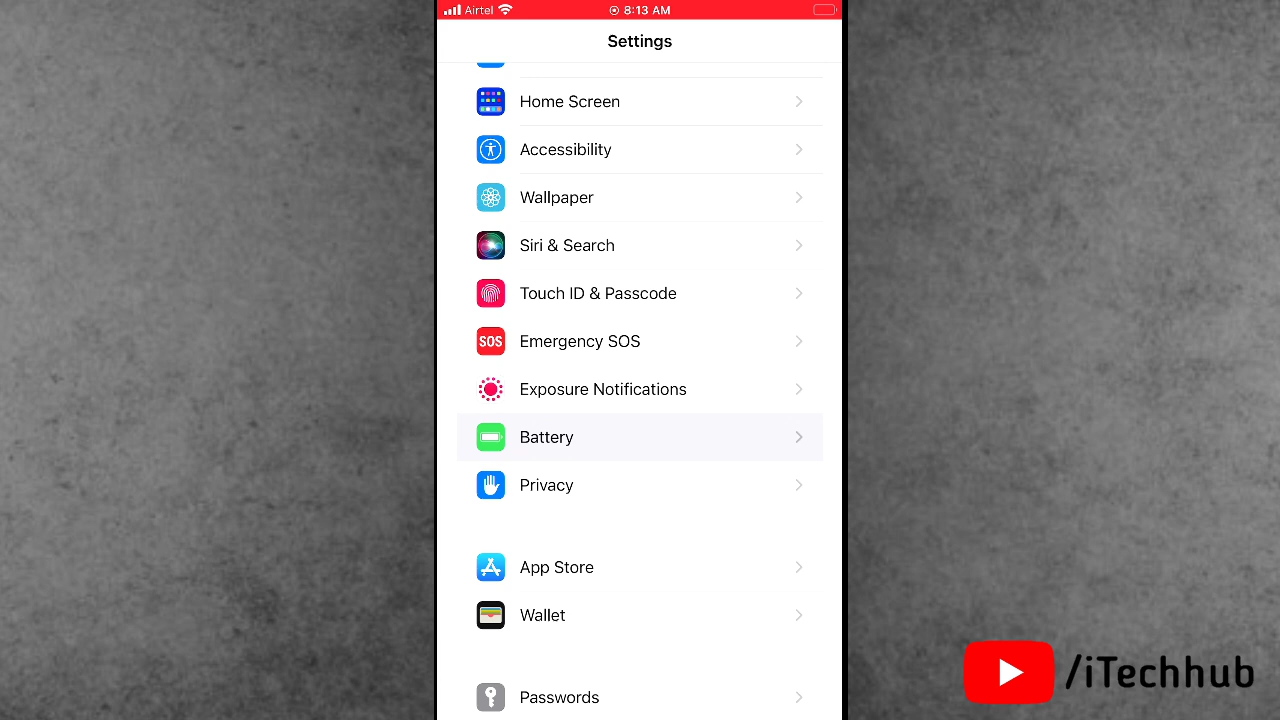 Airtel 8:13 AM
Settings
Home Screen
Accessibility
Wallpaper
Siri & Search
Touch ID & Passcode
SOS Emergency SOS
Exposure Notifications
Battery
Privacy
App Store
Wallet
Passwords
/iTechhub